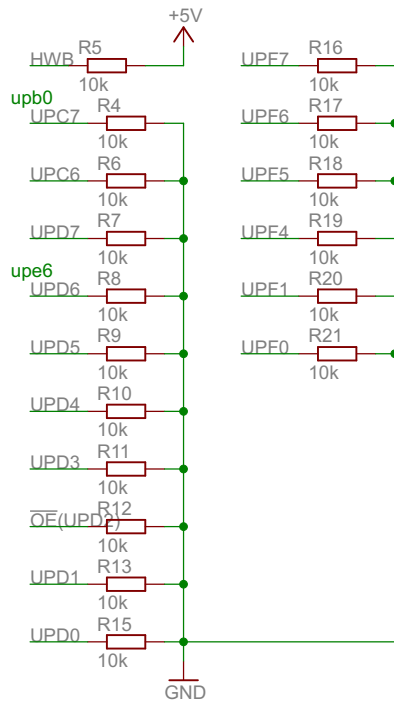 +5V
HWB R5
10k
upb0
UPC7 R4
10k
UPC6 R6
10k
UPD7 R7
10k
upe6
UPD6 R8
10k
UPD5 R9
10k
UPD4 R10
10k
UPD3 R11
10k
OE(UPD2) R12
10k
UPD1 R13
10k
UPD0 R15
10k
GND
UPF7 R16
10k
UPF6 R17
10k
UPF5 R18
10k
UPF4 R19
10k
UPF1 R20
10k
UPF0 R21
10k